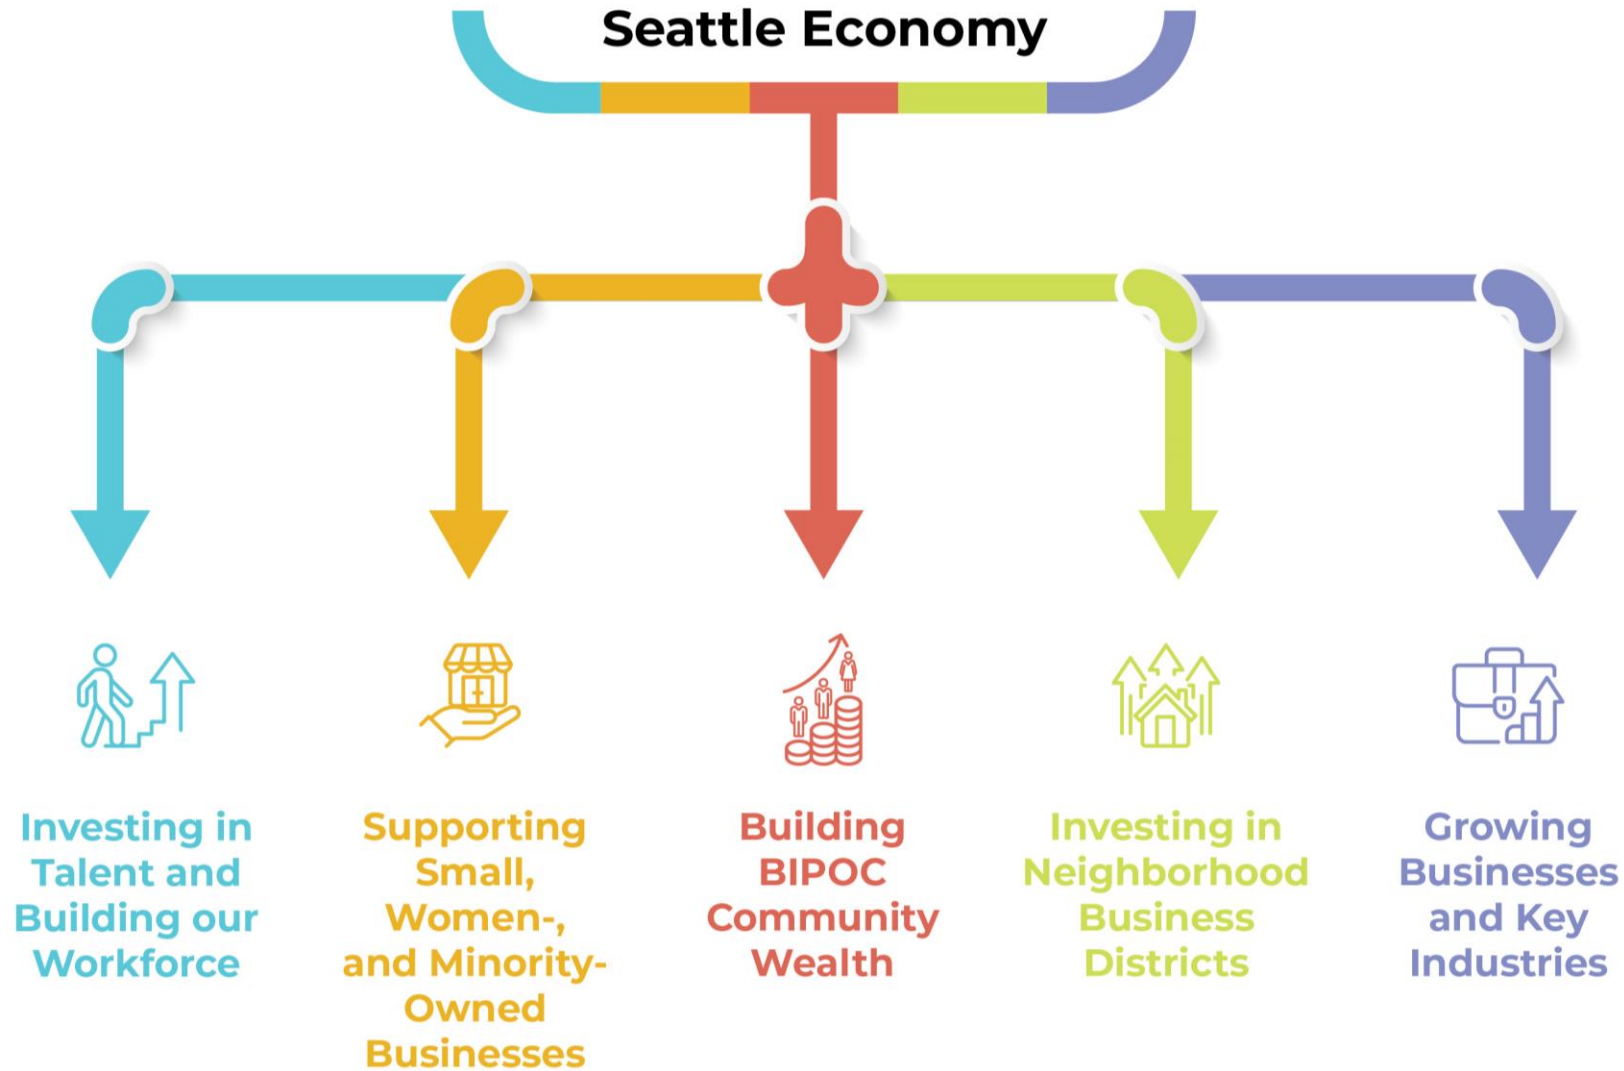 Seattle Economy
Investing in
Talent and
Building our
Workforce
Supporting
Small,
Women-,
and Minority-
Owned
Businesses
Building
BIPOC
Community
Wealth
Investing in
Neighborhood
Business
Districts
Growing
Businesses
and Key
Industries